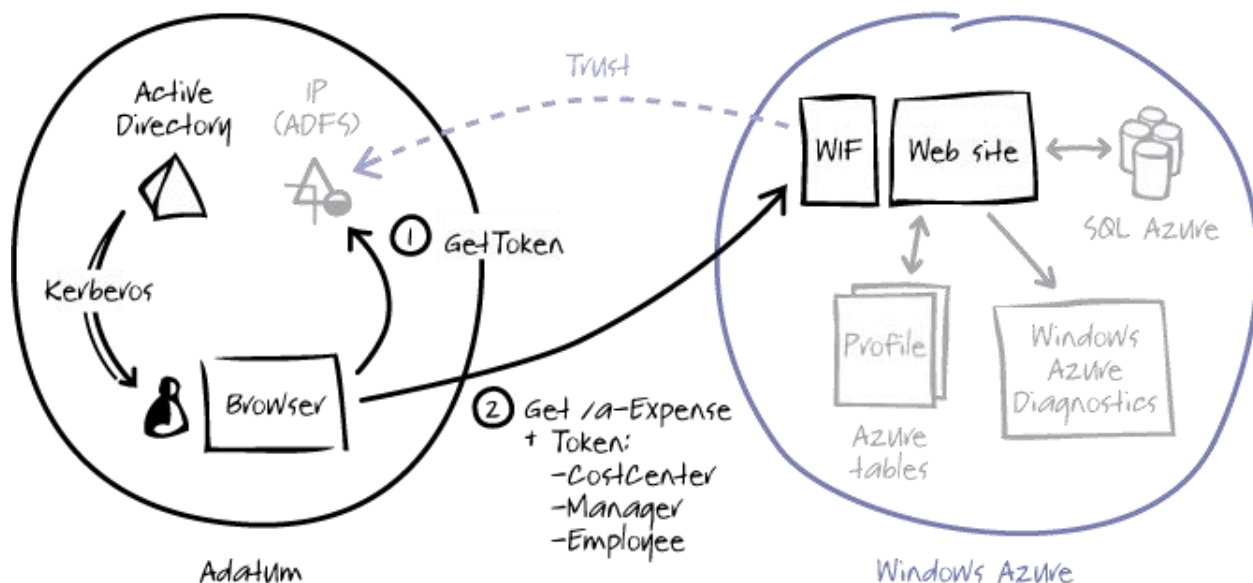 Active
Directory
IP
(ADFS)
Trust
WIF
Web site
SQL Azure
Kerberos
1
GetToken
Browser
2
Get /a-Expense
+ Token:
-CostCenter
-Manager
-Employee
Profile
Azure
tables
Windows
Azure
Diagnostics
Adatum
Windows Azure